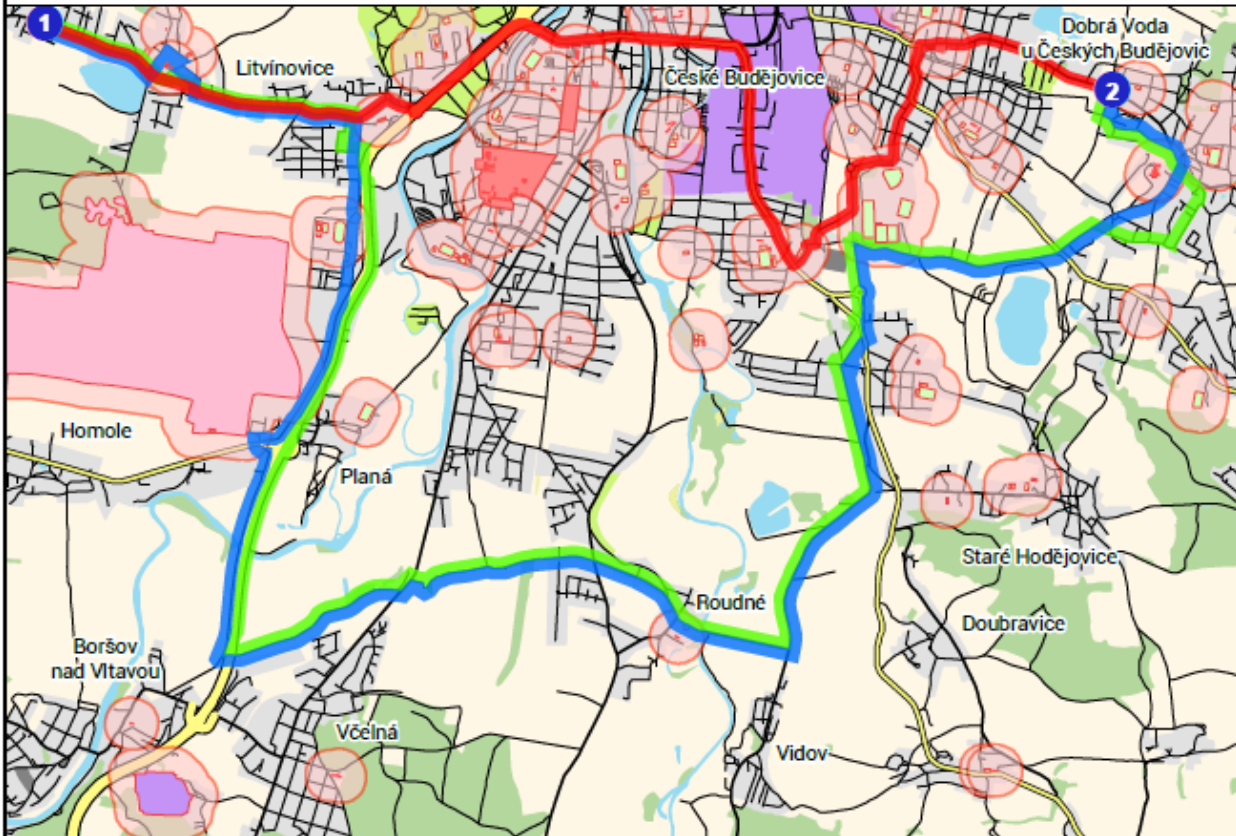 1
Litvínovice
České Budějovice
Dobrá Voda
u Českých Budějovic
2
Homole
Planá
Staré Hodějovice
Roudné
Doubravice
Boršov
nad Vltavou
Včelná
Vidov